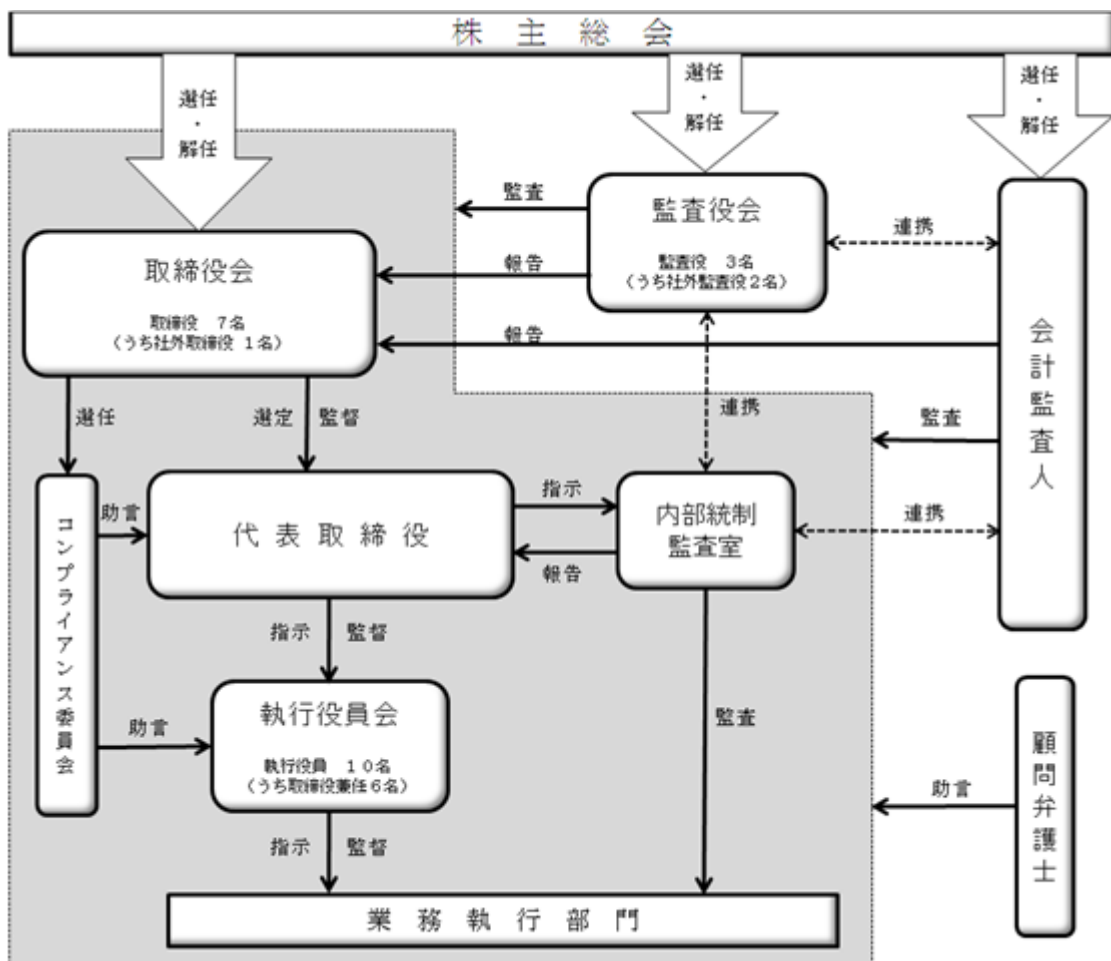 株主総会
選任
・
解任
選任
・
解任
選任
・
解任
監査役会
監査役 3名
(うち社外監査役2名)
監査
報告
連携
取締役会
取締役 7名
(うち社外取締役 1名)
報告
会計監査人
選任
選定
監督
連携
監査
コンプライアンス委員会
助言
代表取締役
指示
報告
内部統制
監査室
連携
指示
監督
助言
執行役員会
執行役員 10名
(うち取締役兼任6名)
監査
顧問弁護士
助言
指示
監督
業務執行部門